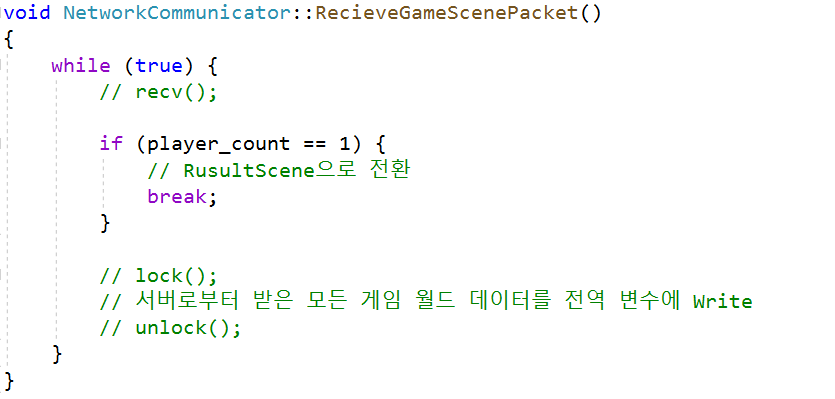 void NetworkCommunicator::RecieveGameScenePacket()
{
    while (true) {
        // recv();

        if (player_count == 1) {
            // RusultScene으로 전환
            break;
        }

        // lock();
        // 서버로부터 받은 모든 게임 월드 데이터를 전역 변수에 Write
        // unlock();
    }
}